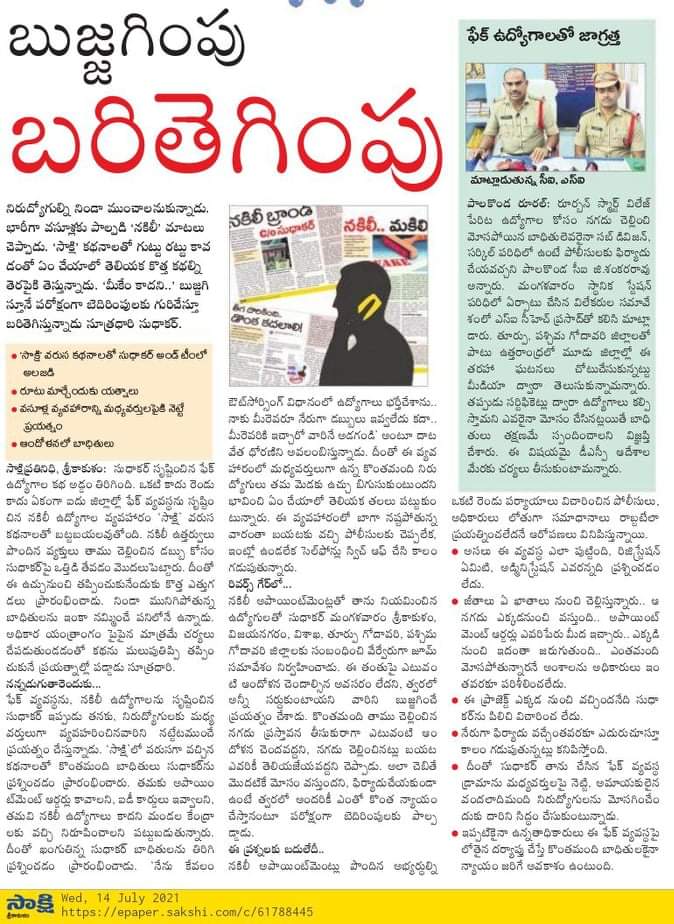 బుజ్జగింపు
బరితెగింపు
నిరుద్యోగుల్ని నిండా ముంచాలనుకున్నాడు.
భారీగా వసూళ్లకు పాల్పడి ‘నకిలీ’ మాటలు
చెప్పాడు. ‘సాక్షి’ కథనాలతో గుట్టు రట్టు కావ
డంతో ఏం చేయాలో తెలియక కొత్త కథల్ని
తెరపైకి తెస్తున్నాడు. ‘మీకేం కాదని..’ బుజ్జగి
స్తూనే పరోక్షంగా బెదిరింపులకు గురిచేస్తూ
బరితెగిస్తున్నాడు సూత్రధారి సుధాకర్.
● ‘సాక్షి’ వరుస కథనాలతో సుధాకర్ అండ్ టీంలో
అలజడి
● రూటు మార్చేందుకు యత్నాలు
● వసూళ్ల వ్యవహారాన్ని మధ్యవర్తులపైకి నెట్టే
ప్రయత్నం
● ఆందోళనలో బాధితులు
సాక్షిప్రతినిధి, శ్రీకాకుళం: సుధాకర్ సృష్టించిన ఫేక్
ఉద్యోగాల కథ అడ్డం తిరిగింది. ఒకటి కాదు రెండు
కాదు ఏకంగా ఐదు జిల్లాల్లో ఫేక్ వ్యవస్థను సృష్టిం
చిన నకిలీ ఉద్యోగాల వ్యవహారం ‘సాక్షి’ వరుస
కథనాలతో బట్టబయలవుతోంది. నకిలీ ఉత్తర్వులు
పొందిన వ్యక్తులు తాము చెల్లించిన డబ్బు కోసం
సుధాకర్‌పై ఒత్తిడి తేవడం మొదలుపెట్టారు. దీంతో
ఈ ఉచ్చునుంచి తప్పించుకునేందుకు కొత్త ఎత్తుగ
డలు ప్రారంభించాడు. నిండా మునిగిపోతున్న
బాధితులను ఇంకా నమ్మించే పనిలోనే ఉన్నాడు.
అధికార యంత్రాంగం పైపైన మాత్రమే చర్యలు
చేపడుతుండడంతో కథను మలుపుతిప్పి తప్పిం
చుకునే ప్రయత్నాల్లో పడ్డాడు సూత్రధారి.
నన్నడుగుతారెందుకు...
ఫేక్ వ్యవస్థను, నకిలీ ఉద్యోగాలను సృష్టించిన
సుధాకర్ ఇప్పుడు తనకు, నిరుద్యోగులకు మధ్య
వర్తులుగా వ్యవహరించినవారిని నట్టేటముంచే
ప్రయత్నం చేస్తున్నాడు. ‘సాక్షి’లో వరుసగా వచ్చిన
కథనాలతో కొంతమంది బాధితులు సుధాకర్‌ను
ప్రశ్నించడం ప్రారంభించారు. తమకు అపాయిం
ట్‌మెంట్ ఆర్డర్లు కావాలని, ఐడీ కార్డులు ఇవ్వాలని,
తమవి నకిలీ ఉద్యోగాలు కాదని మండల కేంద్రా
లకు వచ్చి నిరూపించాలని పట్టుబడుతున్నారు.
దీంతో ఖంగుతిన్న సుధాకర్ బాధితులను తిరిగి
ప్రశ్నించడం ప్రారంభించాడు. ‘నేను కేవలం
నకిలీ బ్రాండ్
C/o సుధాకర్
నకిలీ.. మకిలీ
FAKE
తీగ లాగారు..
డొంక కదలాలి!
ఔట్‌సోర్సింగ్ విధానంలో ఉద్యోగాలు భర్తీచేశాను..
నాకు మీరెవరూ నేరుగా డబ్బులు ఇవ్వలేదు కదా..
మీరెవరికి ఇచ్చారో వారినే అడగండి’ అంటూ దాట
వేత ధోరణిని అవలంబిస్తున్నాడు. దీంతో ఈ వ్యవ
హారంలో మధ్యవర్తులుగా ఉన్న కొంతమంది నిరు
ద్యోగులు తమ మెడకు ఉచ్చు బిగుసుకుంటుందని
భావించి ఏం చేయాలో తెలియక తలలు పట్టుకుం
టున్నారు. ఈ వ్యవహారంలో బాగా నష్టపోతున్న
వారంతా బయటకు వచ్చి పోలీసులకు చెప్పలేక,
ఇంట్లో ఉండలేక సెల్‌ఫోన్లు స్విచ్ ఆఫ్ చేసి కాలం
గడుపుతున్నారు.
రివర్స్ గేర్‌లో...
నకిలీ అపాయింట్‌మెంట్లతో తాను నియమించిన
ఉద్యోగులతో సుధాకర్ మంగళవారం శ్రీకాకుళం,
విజయనగరం, విశాఖ, తూర్పు గోదావరి, పశ్చిమ
గోదావరి జిల్లాలకు సంబంధించి వేర్వేరుగా జూమ్
సమావేశం నిర్వహించాడు. ఈ తంతుపై ఎటువం
టి ఆందోళన చెందాల్సిన అవసరం లేదని, త్వరలో
అన్నీ సర్దుకుంటాయని వారిని బుజ్జగించే
ప్రయత్నం చేశాడు. కొంతమంది తాము చెల్లించిన
నగదు ప్రస్తావన తీసుకురాగా ఎటువంటి ఆం
దోళన చెందవద్దని, నగదు చెల్లించినట్లు బయట
ఎవరికీ తెలియజేయవద్దని చెప్పాడు. అలా చెబితే
మొదటికే మోసం వస్తుందని, ఫిర్యాదుచేయకుండా
ఉంటే త్వరలో అందరికీ ఎంతో కొంత న్యాయం
చేస్తానంటూ పరోక్షంగా బెదిరింపులకు పాల్ప
డ్డాడు.
ఈ ప్రశ్నలకు బదులేదీ..
నకిలీ అపాయింట్‌మెంట్లు పొందిన అభ్యర్థుల్ని
ఫేక్ ఉద్యోగాలతో జాగ్రత్త
మాట్లాడుతున్న సీఐ, ఎస్ఐ
పాలకొండ రూరల్: రూర్బన్ స్మార్ట్ విలేజ్
పేరిట ఉద్యోగాల కోసం నగదు చెల్లించి
మోసపోయిన బాధితులెవరైనా సబ్ డివిజన్,
సర్కిల్ పరిధిలో ఉంటే పోలీసులకు ఫిర్యాదు
చేయవచ్చని పాలకొండ సీఐ జి.శంకరరావు
అన్నారు. మంగళవారం స్థానిక స్టేషన్
పరిధిలో ఏర్పాటు చేసిన విలేకరుల సమావే
శంలో ఎస్ఐ సీహెచ్ ప్రసాద్‌తో కలిసి మాట్లా
డారు. తూర్పు, పశ్చిమ గోదావరి జిల్లాలతో
పాటు ఉత్తరాంధ్రలో మూడు జిల్లాల్లో ఈ
తరహా ఘటనలు చోటుచేసుకున్నట్లు
మీడియా ద్వారా తెలుసుకున్నామన్నారు.
తప్పుడు సర్టిఫికెట్లు ద్వారా ఉద్యోగాలు కల్పి
స్తామని ఎవరైనా మోసం చేసినట్లయితే బాధి
తులు తక్షణమే స్పందించాలని విజ్ఞప్తి
చేశారు. ఈ విషయమై డీఎస్పీ ఆదేశాల
మేరకు చర్యలు తీసుకుంటామన్నారు.
ఒకటి రెండు పర్యాయాలు విచారించిన పోలీసులు,
అధికారులు లోతుగా సమాధానాలు రాబట్టేలా
ప్రయత్నించలేదనే ఆరోపణలు వినిపిస్తున్నాయి.
● అసలు ఈ వ్యవస్థ ఎలా పుట్టింది, రిజిస్ట్రేషన్
ఏమిటి, అడ్మినిస్ట్రేషన్ ఎవరన్నది ప్రశ్నించడం
లేదు.
● జీతాలు ఏ ఖాతాలు నుంచి చెల్లిస్తున్నారు.. ఆ
నగదు ఎక్కడనుంచి వస్తుంది.. అపాయింట్
మెంట్ ఆర్డర్లు ఎవరిపేరు మీద ఇచ్చారు.. ఎక్కడి
నుంచి ఇదంతా జరుగుతుంది.. ఎంతమంది
మోసపోయారనే అంశాలను అధికారులు ఇం
తవరకూ పరిశీలించలేదు.
● ఈ ప్రాజెక్ట్ ఎక్కడ నుంచి వచ్చిందనేది సుధా
కర్‌ను పిలిచి విచారించ లేదు.
● నేరుగా ఫిర్యాదు వచ్చేంతవరకూ ఎదురుచూస్తూ
కాలం గడుపుతున్నట్లు కనిపిస్తోంది.
● దీంతో సుధాకర్ తాను చేసిన ఫేక్ వ్యవస్థ
డ్రామాను మధ్యవర్తులపై నెట్టి, అమాయకులైన
వందలాదిమంది నిరుద్యోగులను మోసగించేం
దుకు దారిని సిద్ధం చేసుకుంటున్నాడు.
● ఇప్పటికైనా ఉన్నతాధికారులు ఈ ఫేక్ వ్యవస్థపై
లోతైన దర్యాప్తు చేస్తే కొంతమంది బాధితులకైనా
న్యాయం జరిగే అవకాశం ఉంటుంది.
సాక్షి
శ్రీకాకుళం
Wed, 14 July 2021
https://epaper.sakshi.com/c/61788445